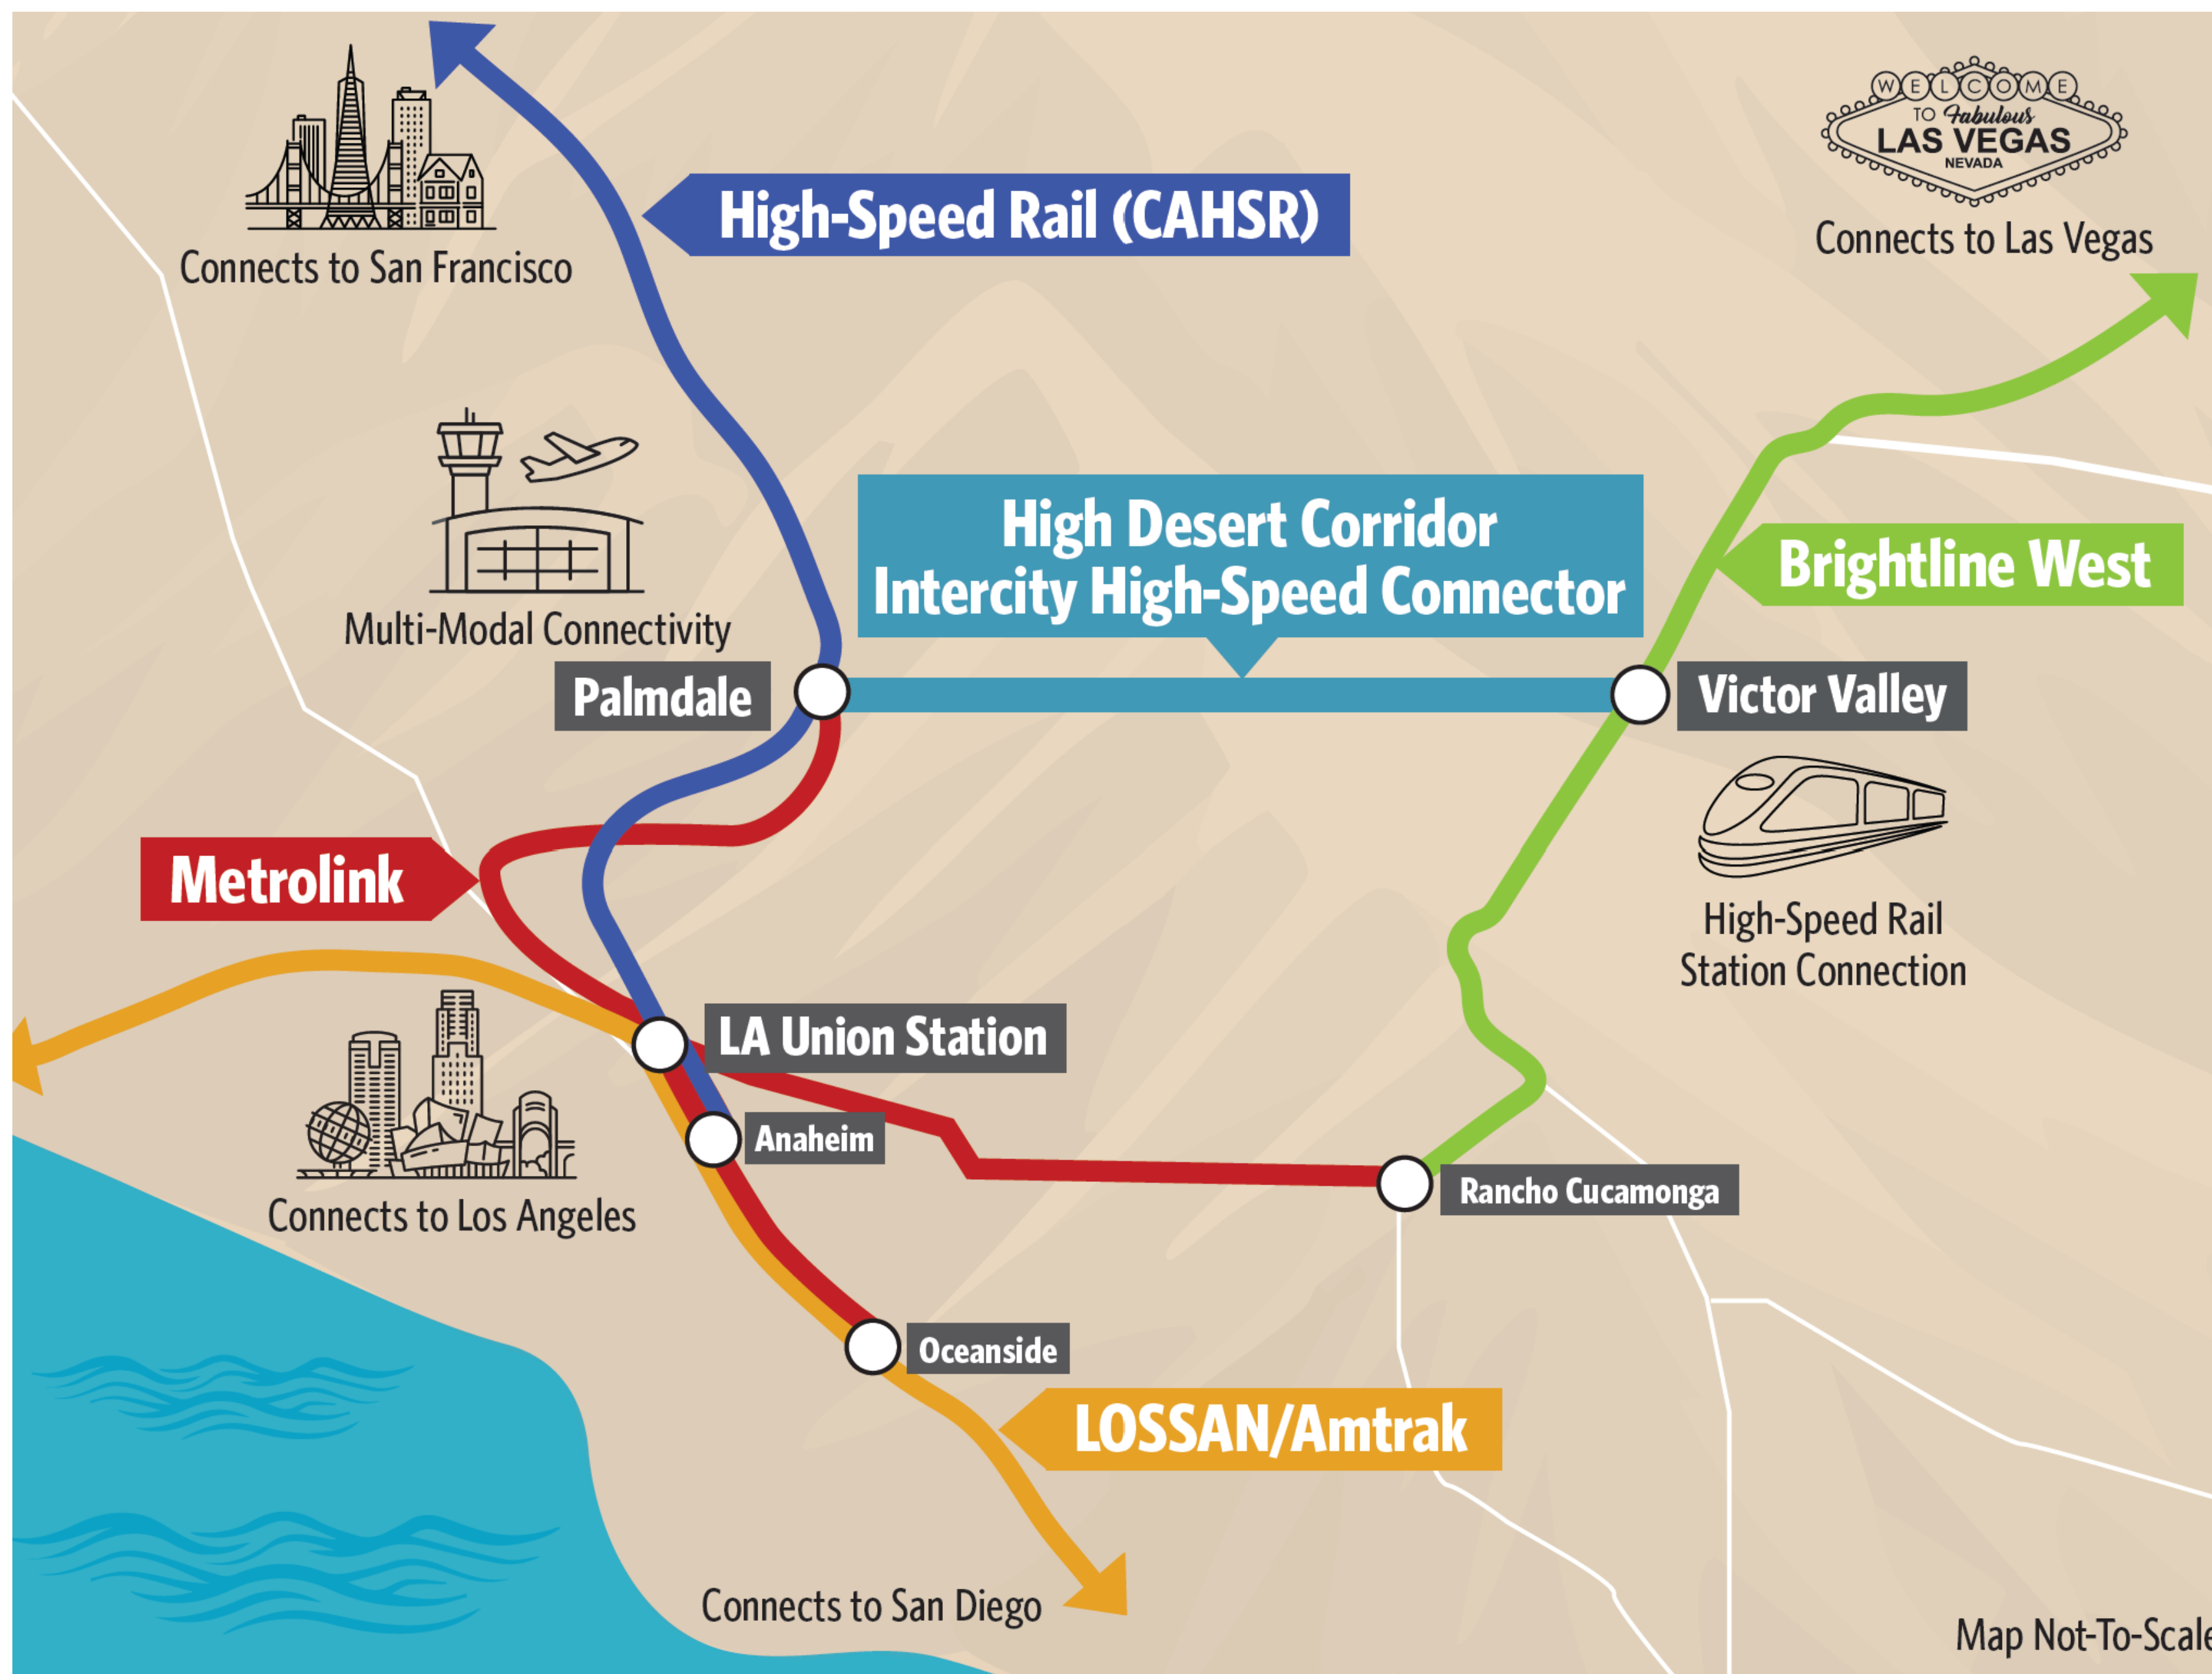 WELCOME
TO Fabulous
LAS VEGAS
NEVADA
Connects to Las Vegas
Connects to San Francisco
High-Speed Rail (CAHSR)
High Desert Corridor
Intercity High-Speed Connector
Brightline West
Multi-Modal Connectivity
Palmdale
Victor Valley
Metrolink
High-Speed Rail
Station Connection
LA Union Station
Anaheim
Rancho Cucamonga
Connects to Los Angeles
Oceanside
LOSSAN/Amtrak
Connects to San Diego
Map Not-To-Scale